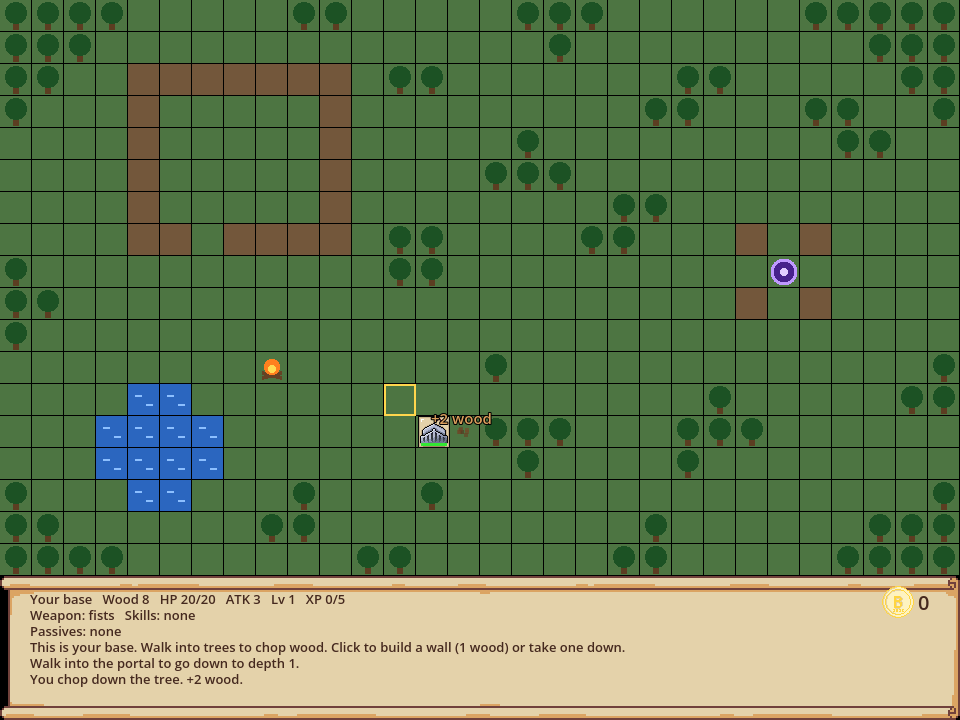 +2 wood
Your base Wood 8 HP 20/20 ATK 3 Lv 1 XP 0/5
0
Weapon: fists Skills: none
Passives: none
This is your base. Walk into trees to chop wood. Click to build a wall (1 wood) or take one down.
Walk into the portal to go down to depth 1.
You chop down the tree. +2 wood.